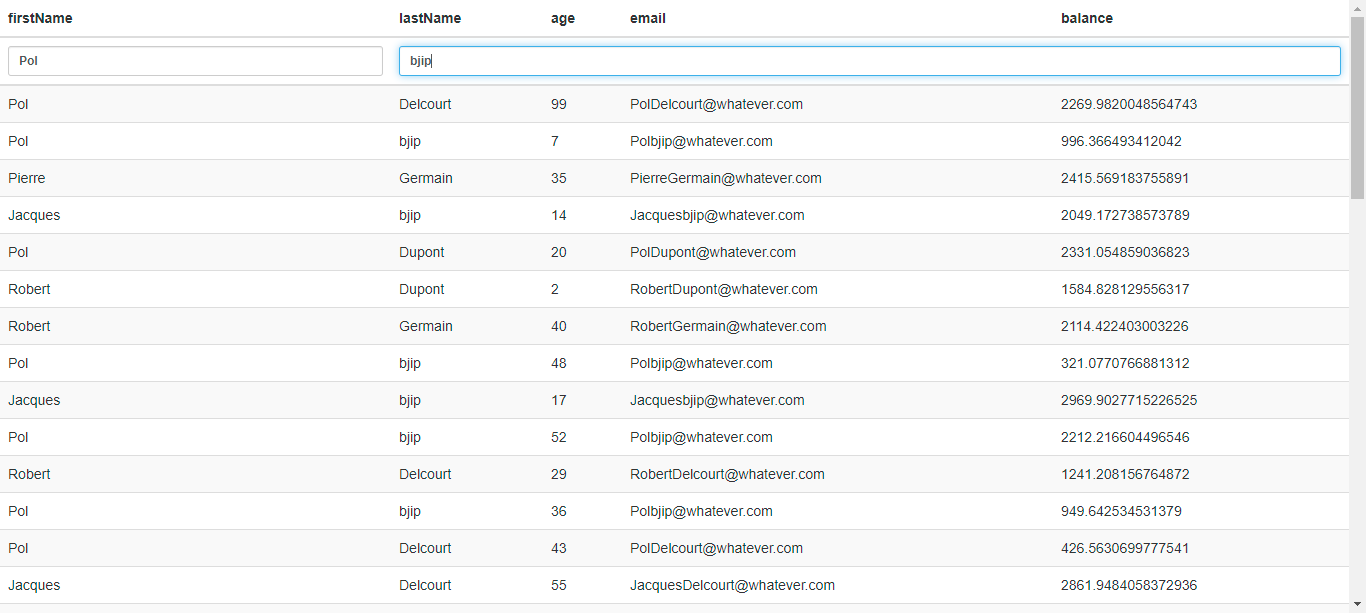 firstName lastName age email balance
Pol bjip
Pol Delcourt 99 PolDelcourt@whatever.com 2269.9820048564743
Pol bjip 7 Polbjip@whatever.com 996.366493412042
Pierre Germain 35 PierreGermain@whatever.com 2415.569183755891
Jacques bjip 14 Jacquesbjip@whatever.com 2049.172738573789
Pol Dupont 20 PolDupont@whatever.com 2331.054859036823
Robert Dupont 2 RobertDupont@whatever.com 1584.828129556317
Robert Germain 40 RobertGermain@whatever.com 2114.422403003226
Pol bjip 48 Polbjip@whatever.com 321.0770766881312
Jacques bjip 17 Jacquesbjip@whatever.com 2969.9027715226525
Pol bjip 52 Polbjip@whatever.com 2212.216604496546
Robert Delcourt 29 RobertDelcourt@whatever.com 1241.208156764872
Pol bjip 36 Polbjip@whatever.com 949.642534531379
Pol Delcourt 43 PolDelcourt@whatever.com 426.5630699777541
Jacques Delcourt 55 JacquesDelcourt@whatever.com 2861.9484058372936